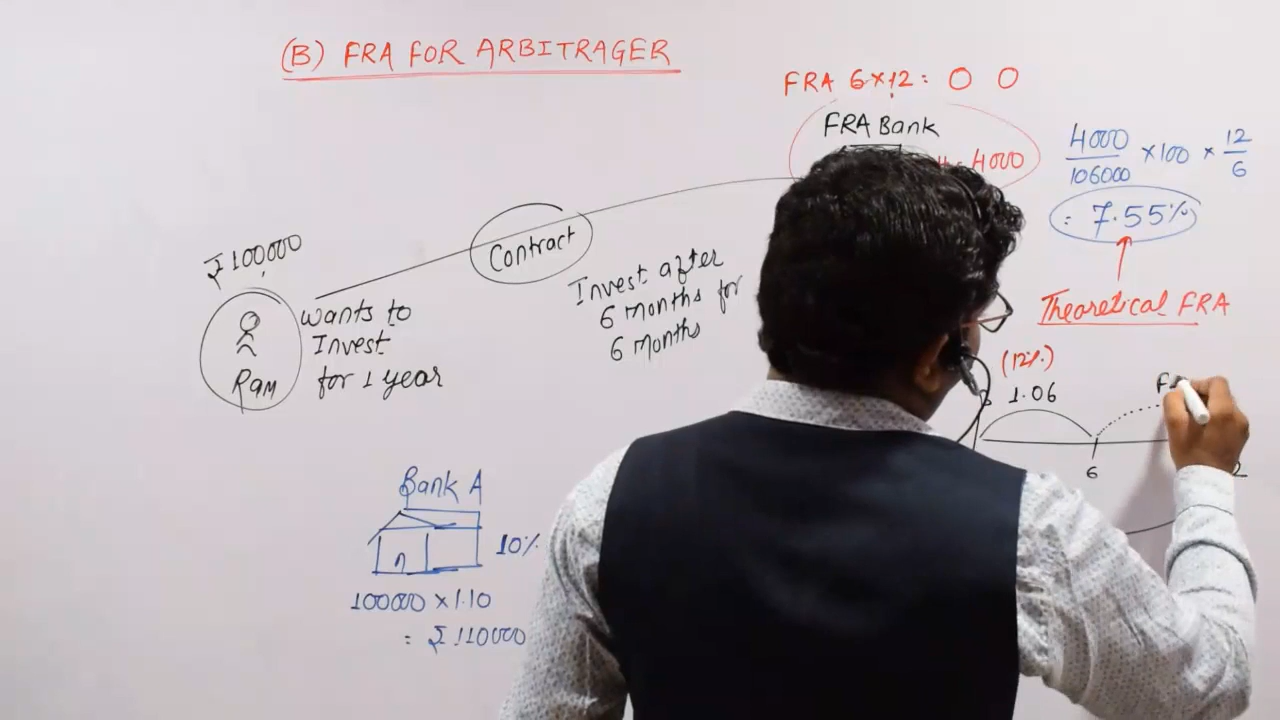 (B) FRA FOR ARBITRAGER
FRA 6×12 : O O
FRA Bank
4000
4000
106000
×100 × 12
6
= 7.55%
Theoretical FRA
₹100000
Contract
Invest after
6 months for
6 Months
Wants to
Invest
for 1 year
Ram
(12%)
1.06
6
Bank A
10%
100000 × 1.10
= ₹110000